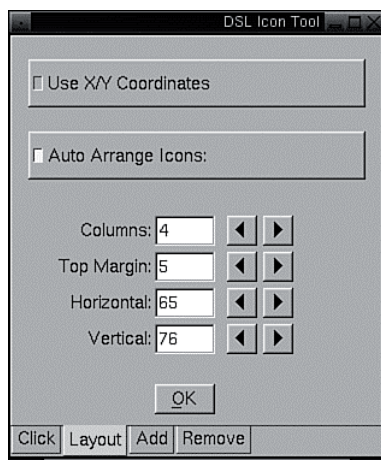 DSL Icon Tool
Use X/Y Coordinates
Auto Arrange Icons:
Columns: 4
Top Margin: 5
Horizontal: 65
Vertical: 76
OK
Click Layout Add Remove